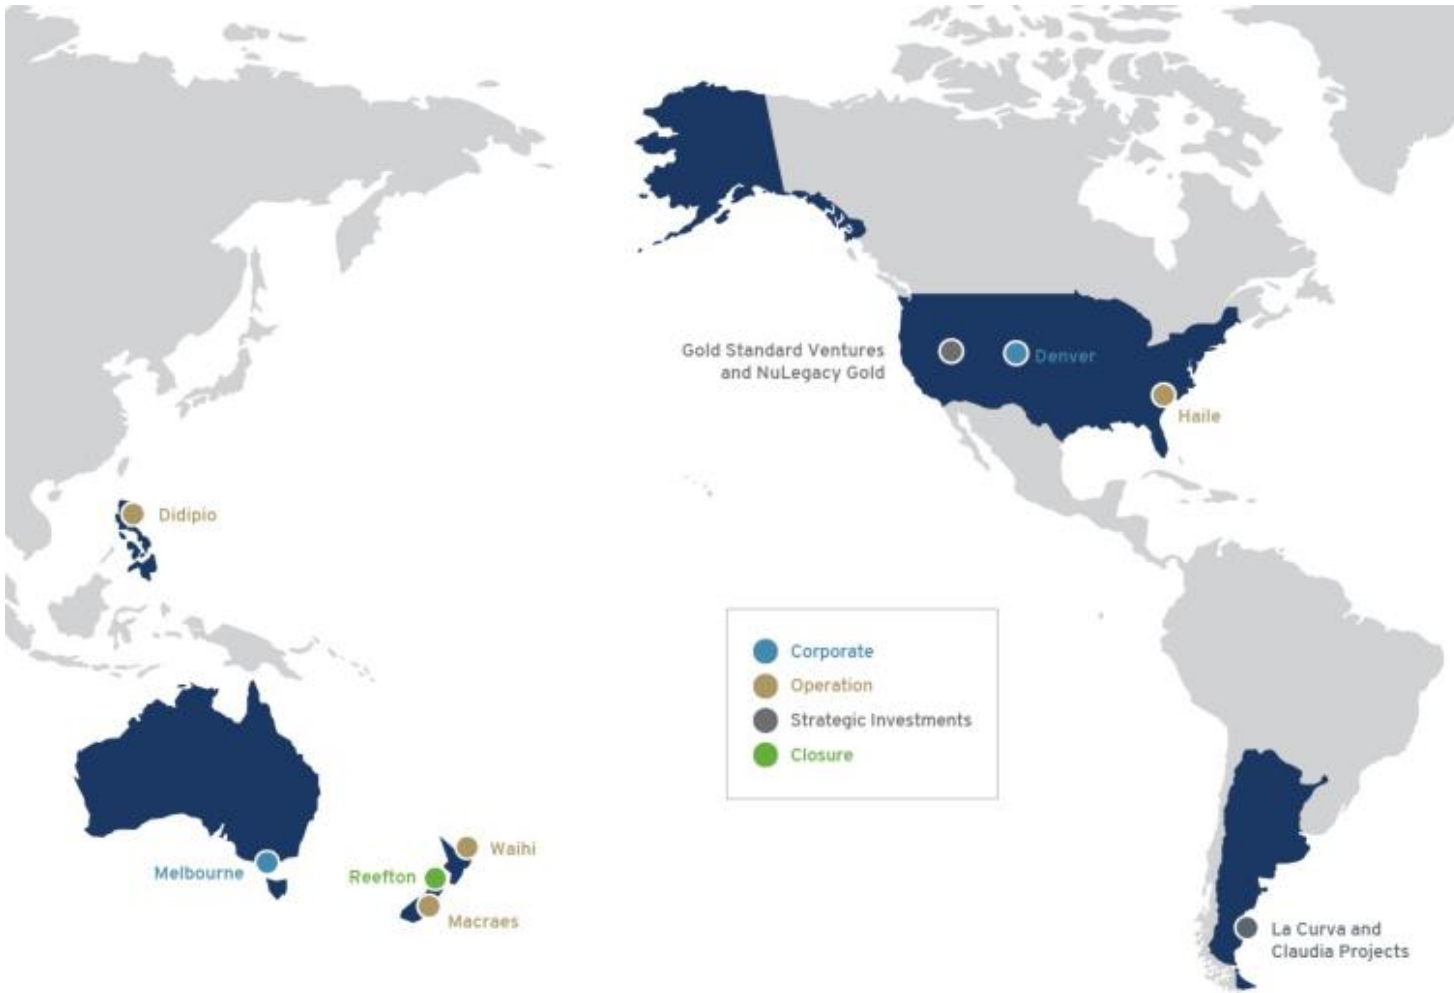 Gold Standard Ventures
and NuLegacy Gold
Denver
Haile
Didipio
Corporate
Operation
Strategic Investments
Closure
Melbourne
Reefton
Waihi
Macraes
La Curva and
Claudia Projects